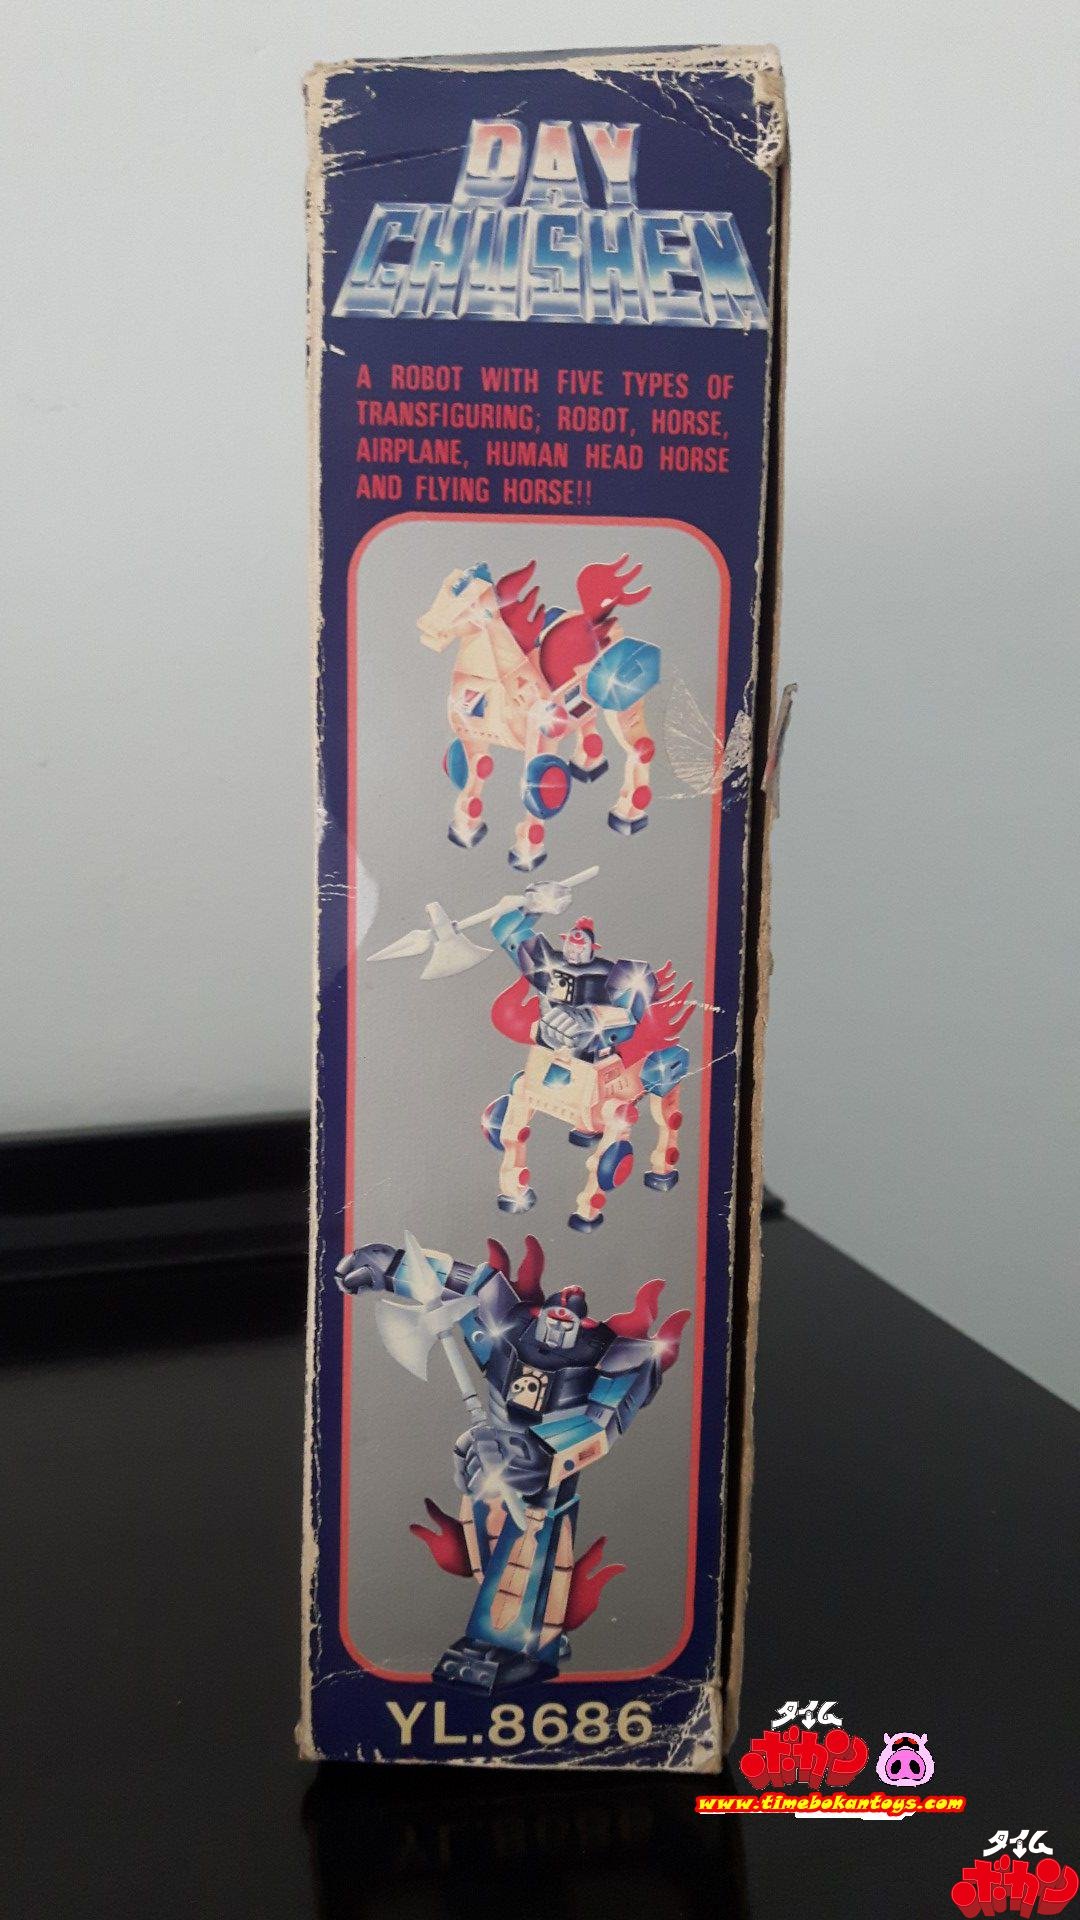 DAY
CHUSHEN
A ROBOT WITH FIVE TYPES OF
TRANSFIGURING; ROBOT, HORSE,
AIRPLANE, HUMAN HEAD HORSE
AND FLYING HORSE!!
YL.8686
タイム
ボカン
www.timebokantoys.com
タイム
ボカン